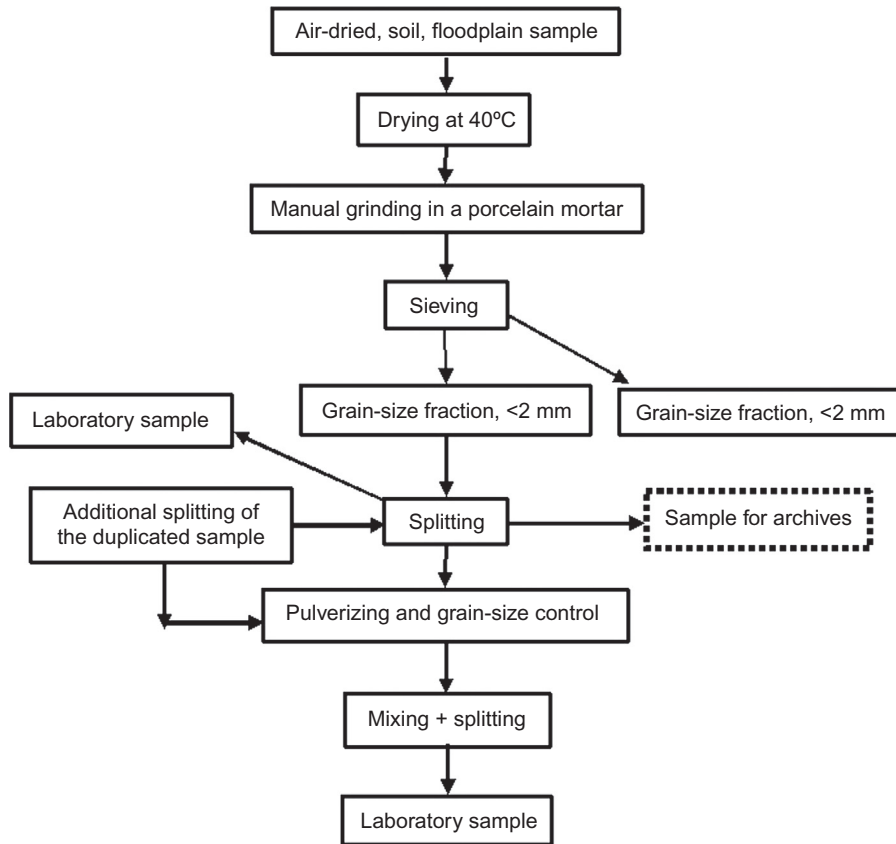 Air-dried, soil, floodplain sample
Drying at 40ºC
Manual grinding in a porcelain mortar
Sieving
Grain-size fraction, <2 mm
Grain-size fraction, <2 mm
Laboratory sample
Additional splitting of
the duplicated sample
Splitting
Sample for archives
Pulverizing and grain-size control
Mixing + splitting
Laboratory sample